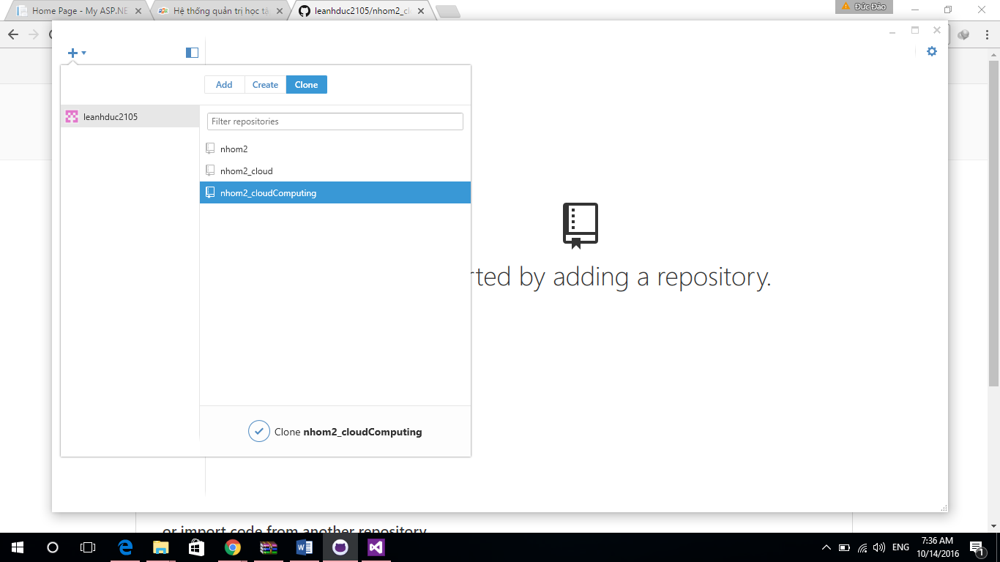 Home Page - My ASP.NE
Hệ thống quản trị học tậ
leanhduc2105/nhom2_cl
Đức Đảo
Add
Create
Clone
leanhduc2105
Filter repositories
nhom2
nhom2_cloud
nhom2_cloudComputing
rted by adding a repository.
Clone nhom2_cloudComputing
or import code from another repository
ENG
7:36 AM
10/14/2016
1